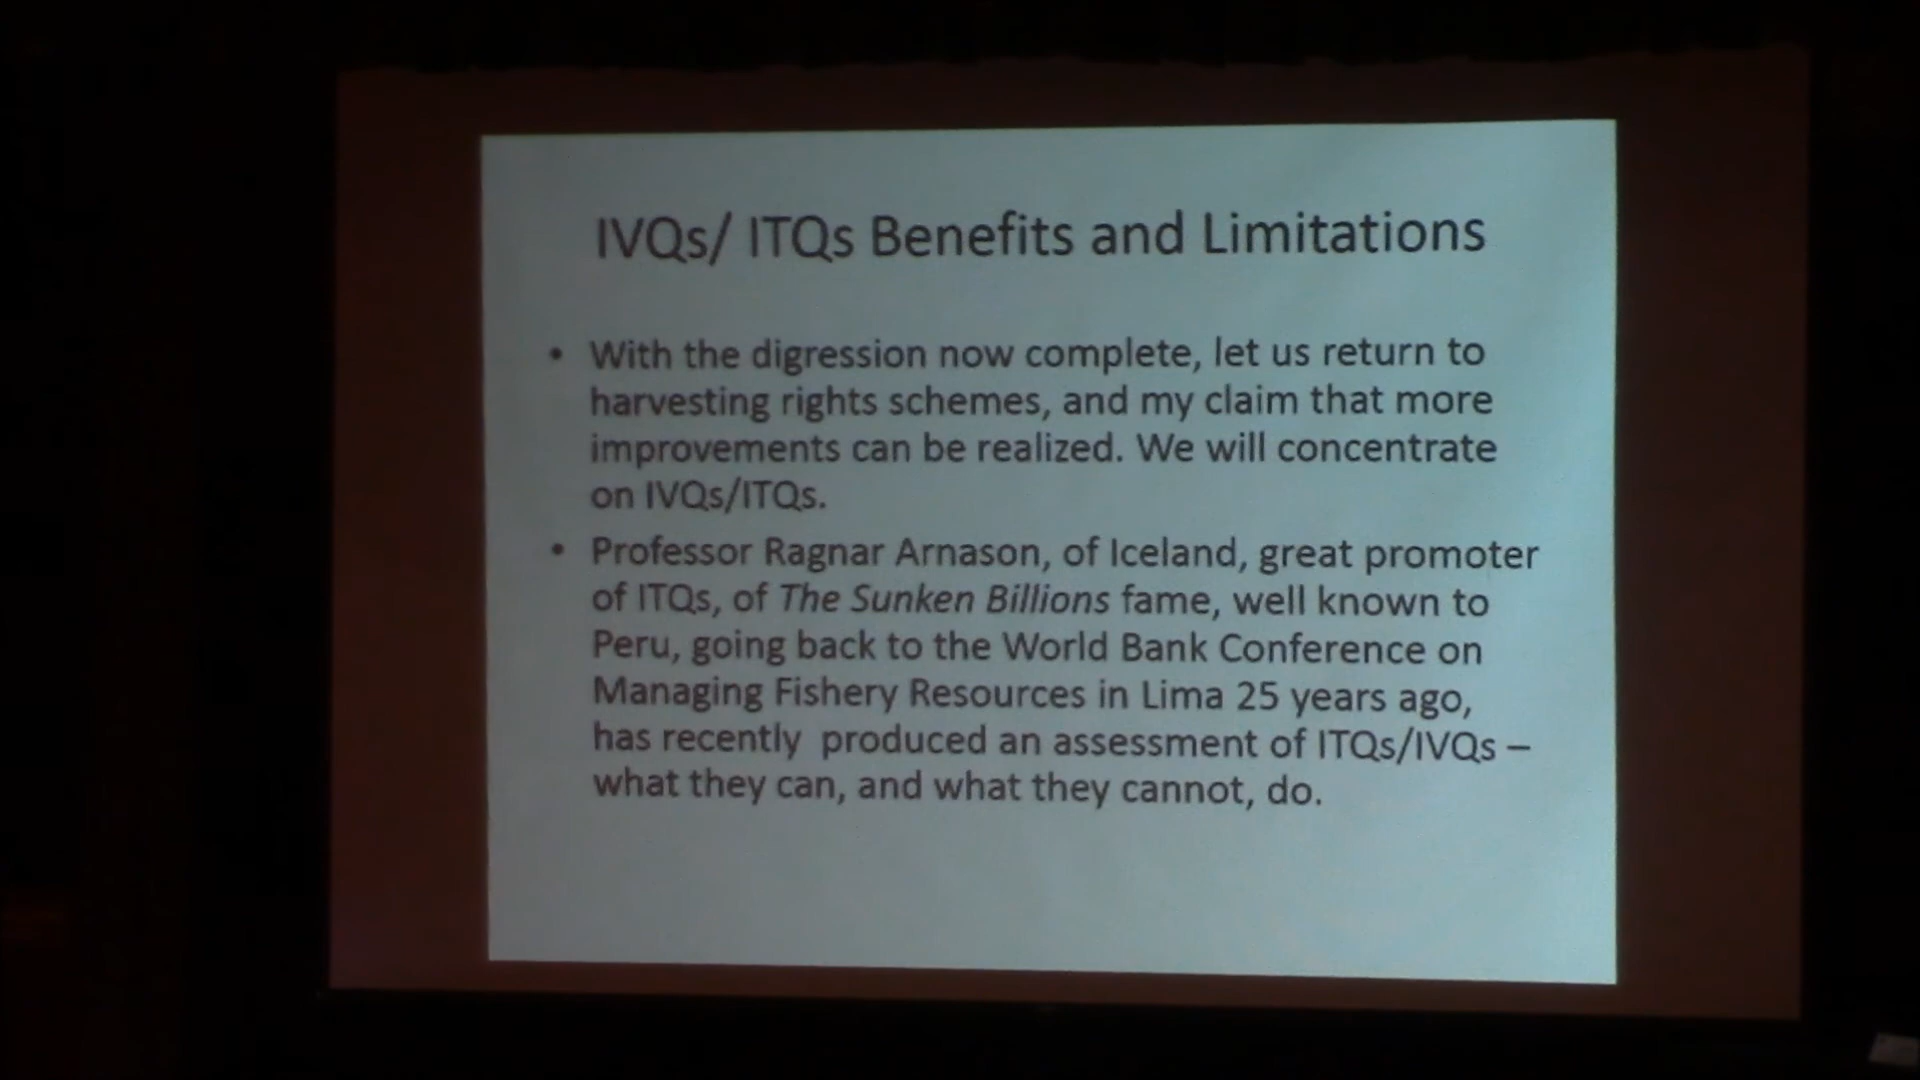 IVQs/ ITQs Benefits and Limitations
• With the digression now complete, let us return to
harvesting rights schemes, and my claim that more
improvements can be realized. We will concentrate
on IVQs/ITQs.
• Professor Ragnar Arnason, of Iceland, great promoter
of ITQs, of The Sunken Billions fame, well known to
Peru, going back to the World Bank Conference on
Managing Fishery Resources in Lima 25 years ago,
has recently  produced an assessment of ITQs/IVQs –
what they can, and what they cannot, do.